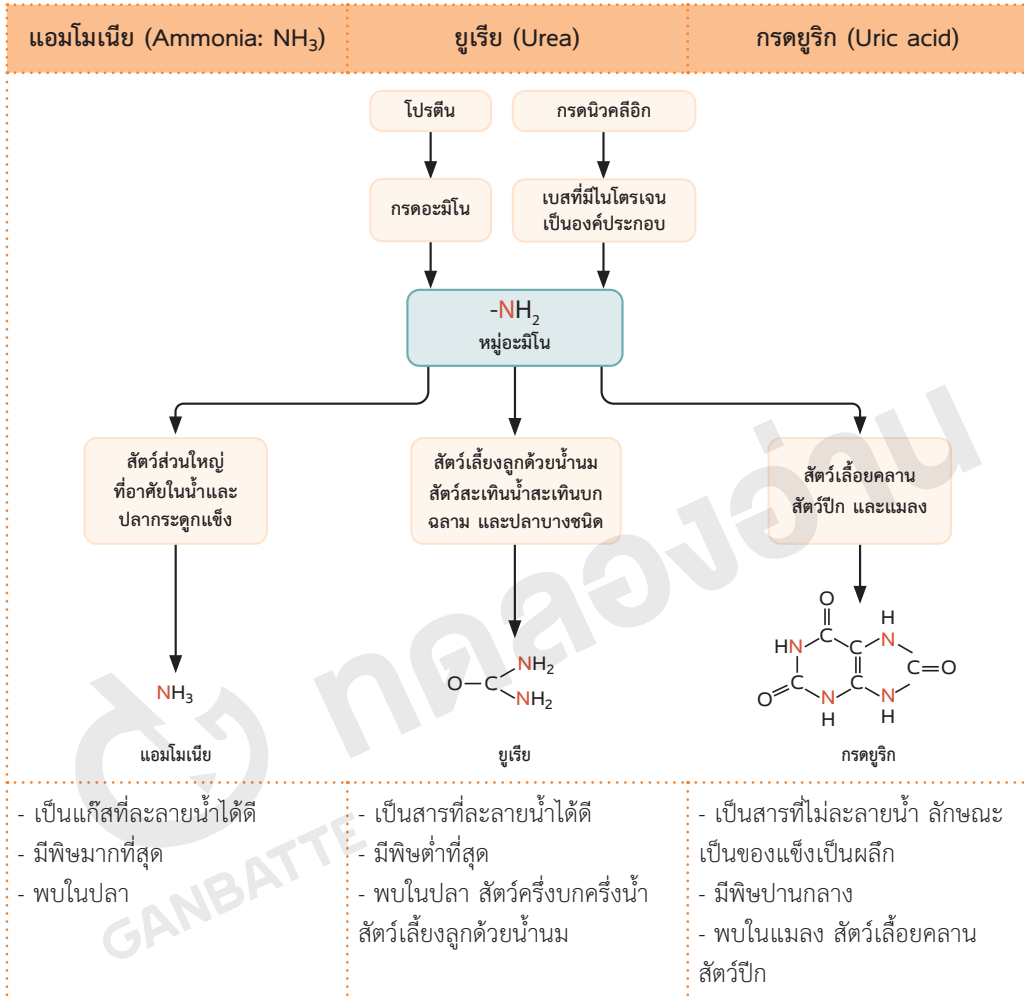 แอมโมเนีย (Ammonia: NH₃)
ยูเรีย (Urea)
กรดยูริก (Uric acid)
โปรตีน
กรดนิวคลีอิก
กรดอะมิโน
เบสที่มีไนโตรเจน
เป็นองค์ประกอบ
-NH₂
หมู่อะมิโน
สัตว์ส่วนใหญ่
ที่อาศัยในน้ำและ
ปลากระดูกแข็ง
สัตว์เลี้ยงลูกด้วยน้ำนม
สัตว์สะเทินน้ำสะเทินบก
ฉลาม และปลาบางชนิด
สัตว์เลื้อยคลาน
สัตว์ปีก และแมลง
NH₃
แอมโมเนีย
O C NH₂
NH₂
ยูเรีย
O H
HN C C N
C O
O C N C N
H H
กรดยูริก
- เป็นแก๊สที่ละลายน้ำได้ดี
- มีพิษมากที่สุด
- พบในปลา
- เป็นสารที่ละลายน้ำได้ดี
- มีพิษต่ำที่สุด
- พบในปลา สัตว์ครึ่งบกครึ่งน้ำ
สัตว์เลี้ยงลูกด้วยน้ำนม
- เป็นสารที่ไม่ละลายน้ำ ลักษณะ
เป็นของแข็งเป็นผลึก
- มีพิษปานกลาง
- พบในแมลง สัตว์เลื้อยคลาน
สัตว์ปีก
ทดลองอ่าน
GANBATTE